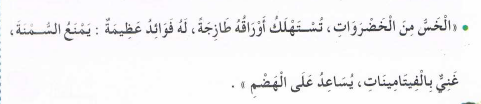 • «الْخَسُّ مِنَ الْخَضْرَوَاتِ، تُسْتَهْلَكُ أَوْرَاقُهُ طَازِجَةً، لَهُ فَوَائِدُ عَظِيمَةٌ : يَمْنَعُ السُّمْنَةَ،
غَنِيٌّ بِالْفِيتَامِينَاتِ، يُسَاعِدُ عَلَى الْهَضْمِ» .